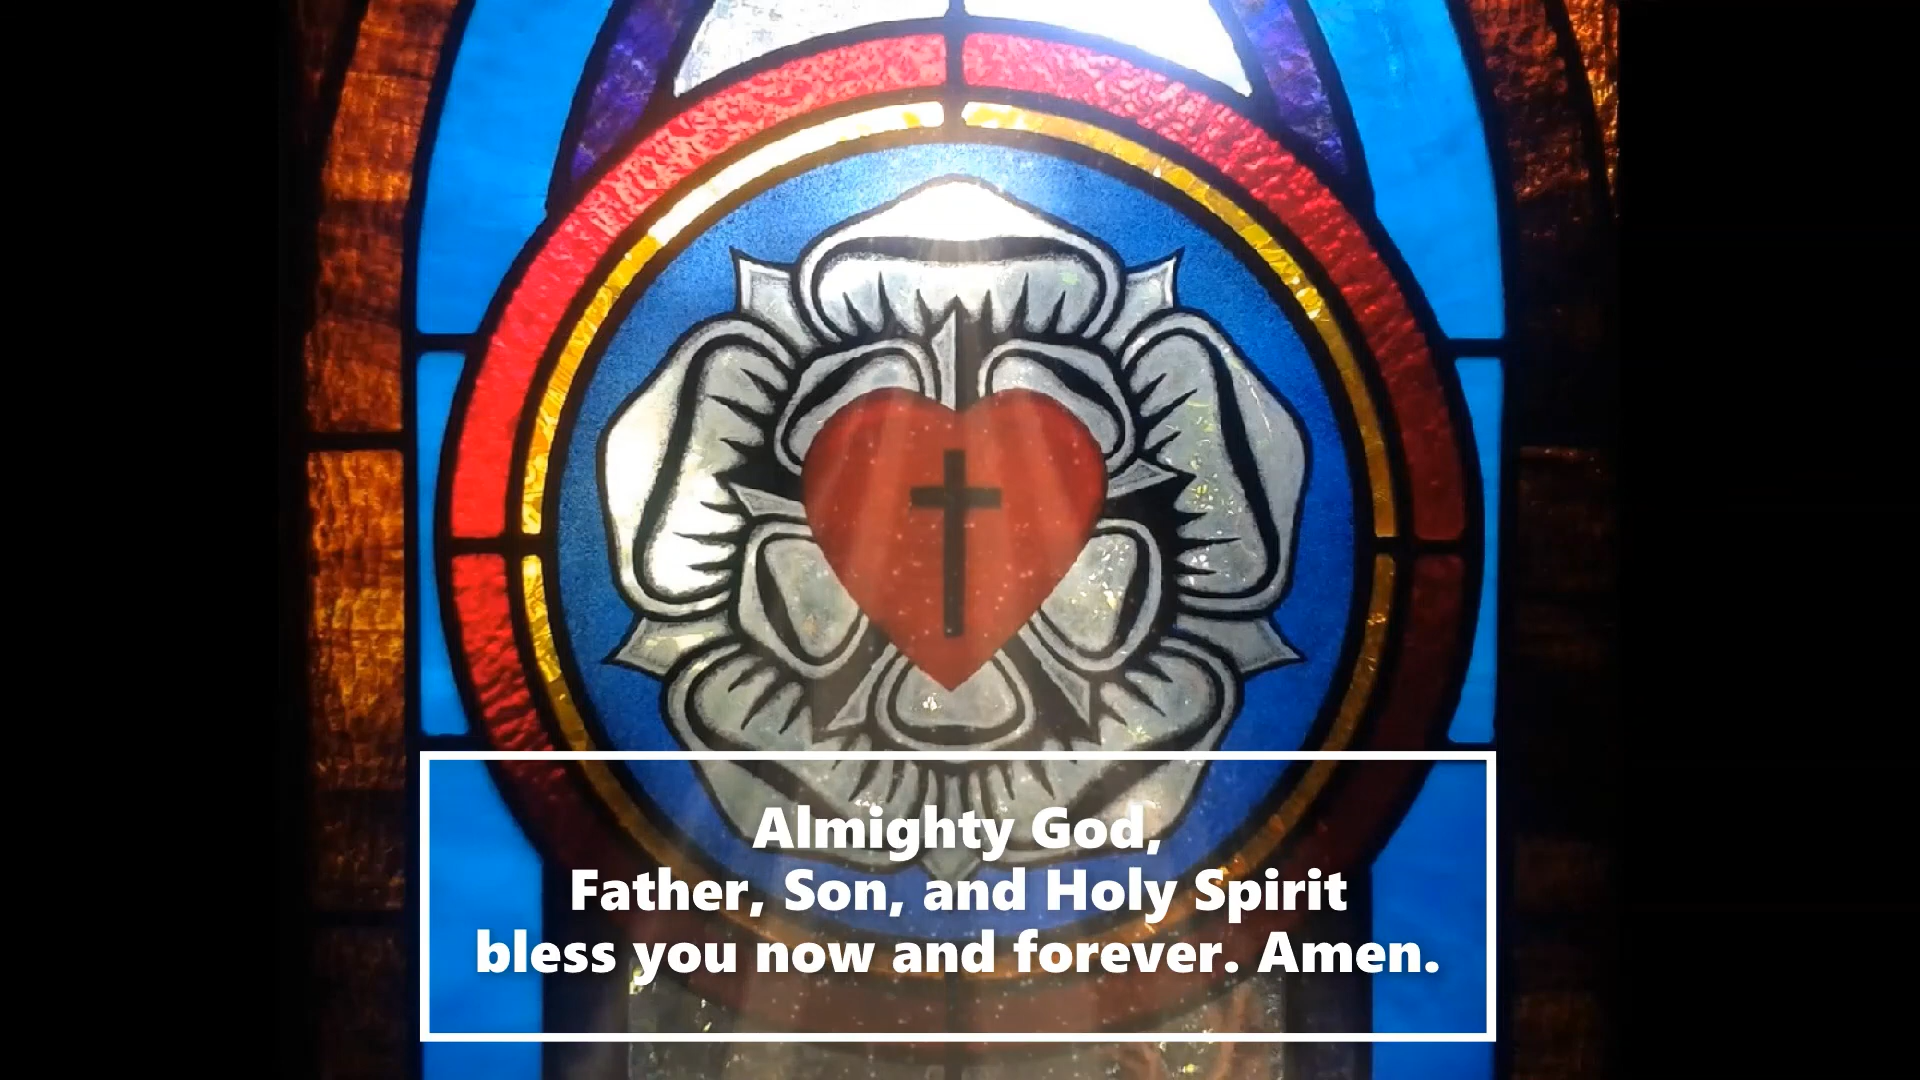 Almighty God,
Father, Son, and Holy Spirit
bless you now and forever. Amen.